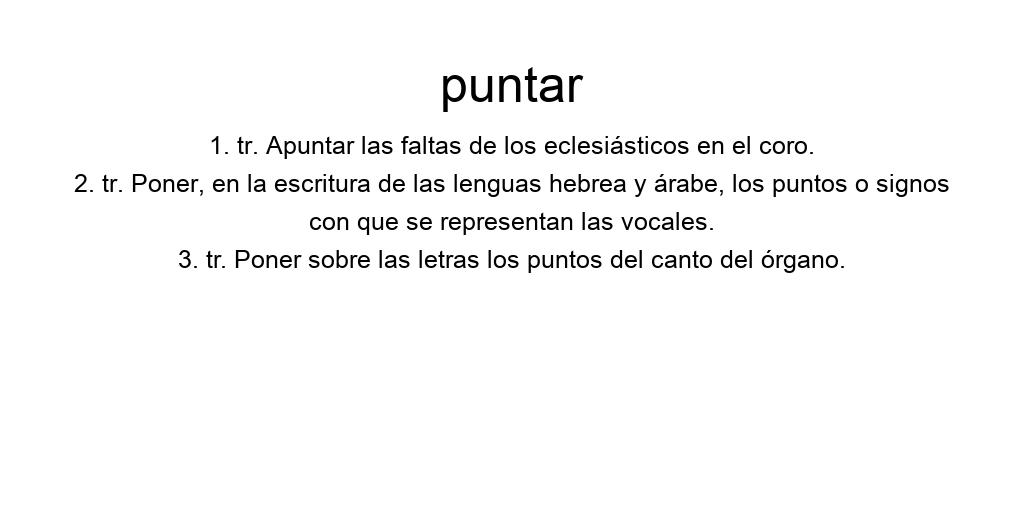 puntar
1. tr. Apuntar las faltas de los eclesiásticos en el coro.
2. tr. Poner, en la escritura de las lenguas hebrea y árabe, los puntos o signos
con que se representan las vocales.
3. tr. Poner sobre las letras los puntos del canto del órgano.